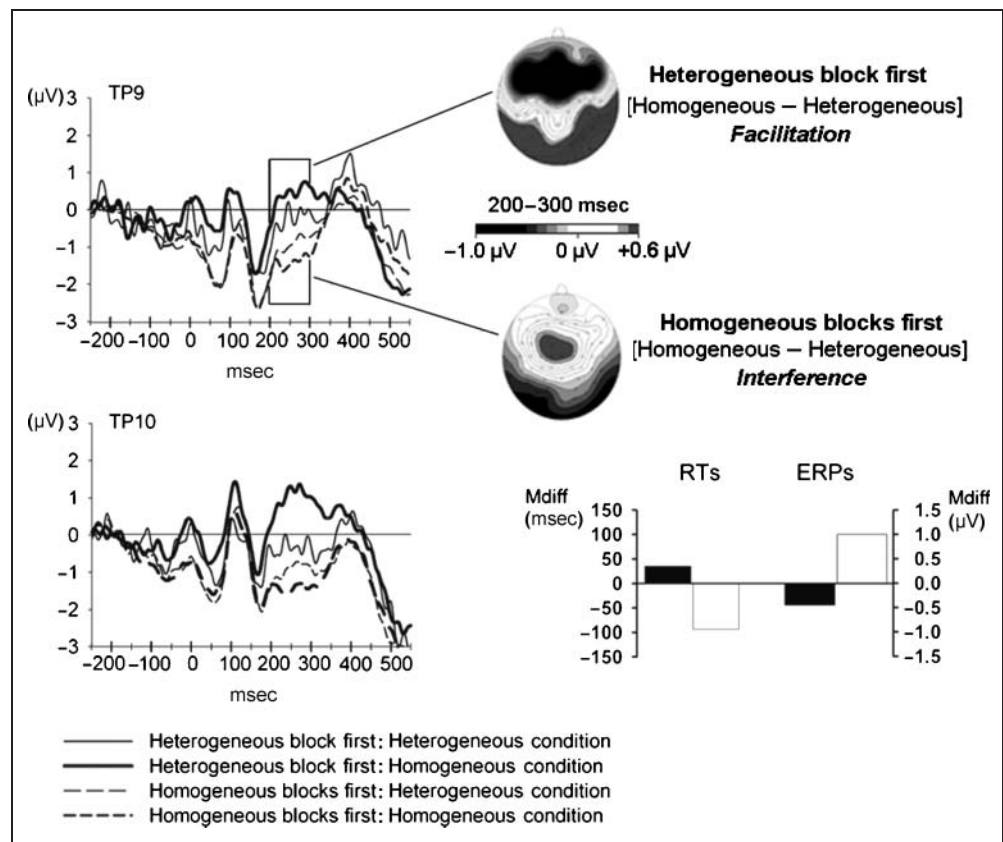 (μV) 3 TP9
2
1
0
−1
−2
−3
−200 −100 0 100 200 300 400 500
msec
Heterogeneous block first
[Homogeneous − Heterogeneous]
Facilitation
200−300 msec
−1.0 μV 0 μV +0.6 μV
Homogeneous blocks first
[Homogeneous − Heterogeneous]
Interference
(μV) 3 TP10
2
1
0
−1
−2
−3
−200 −100 0 100 200 300 400 500
msec
RTs ERPs
Mdiff Mdiff
(msec) (μV)
150 1.5
100 1.0
50 0.5
0 0.0
−50 −0.5
−100 −1.0
−150 −1.5
Heterogeneous block first: Heterogeneous condition
Heterogeneous block first: Homogeneous condition
Homogeneous blocks first: Heterogeneous condition
Homogeneous blocks first: Homogeneous condition